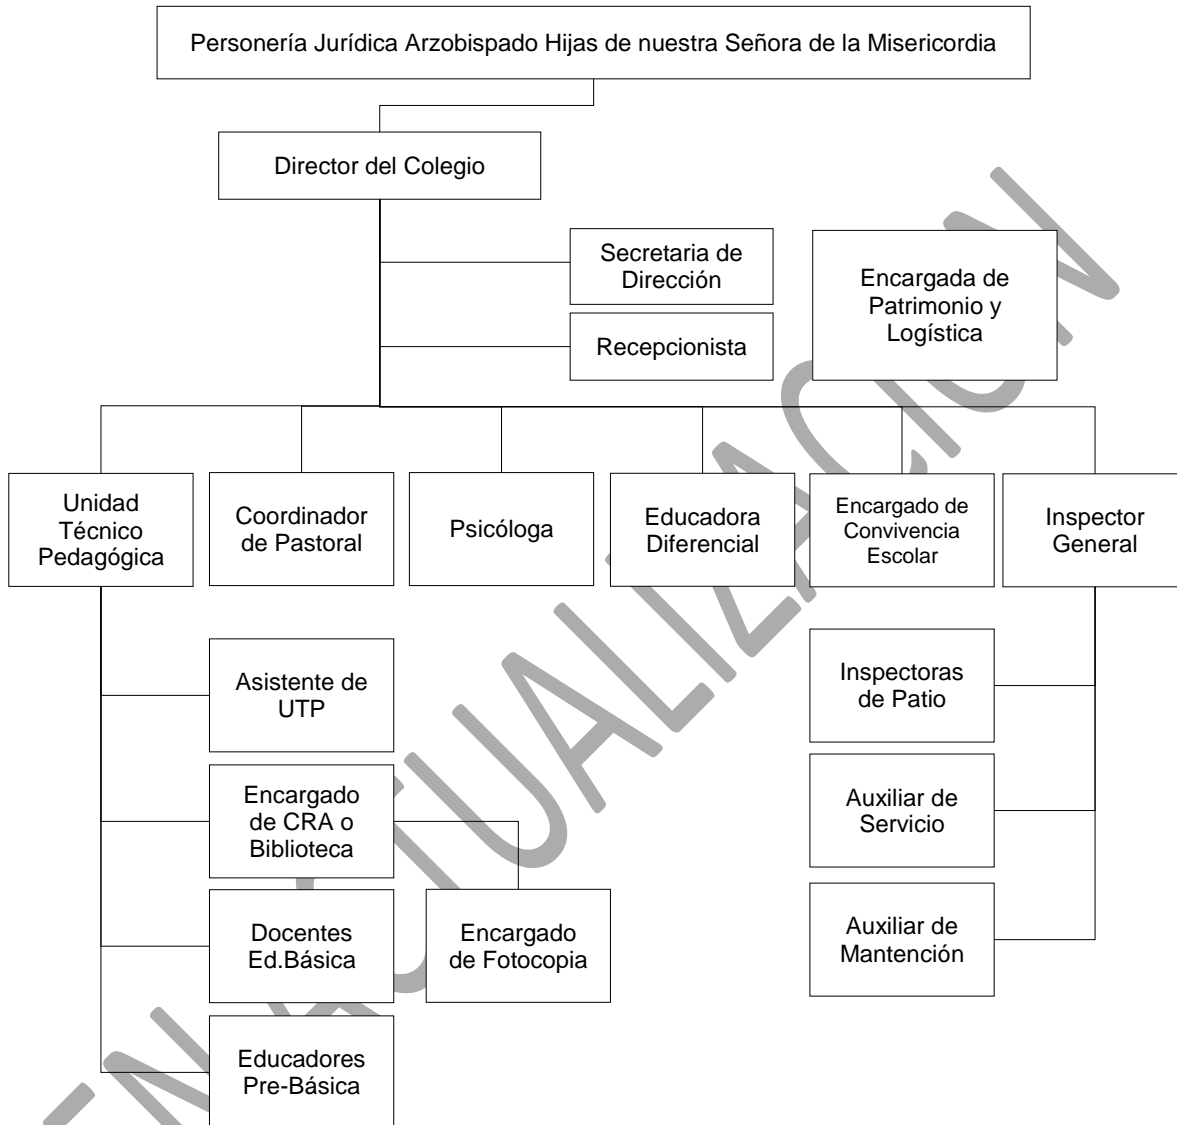 Personería Jurídica Arzobispado Hijas de nuestra Señora de la Misericordia
Director del Colegio
Secretaria de
Dirección
Encargada de
Patrimonio y
Logística
Recepcionista
Unidad
Técnico
Pedagógica
Coordinador
de Pastoral
Psicóloga
Educadora
Diferencial
Encargado de
Convivencia
Escolar
Inspector
General
Asistente de
UTP
Inspectoras
de Patio
Encargado
de CRA o
Biblioteca
Auxiliar de
Servicio
Docentes
Ed.Básica
Encargado
de Fotocopia
Auxiliar de
Mantención
Educadores
Pre-Básica
EN ACTUALIZACIÓN